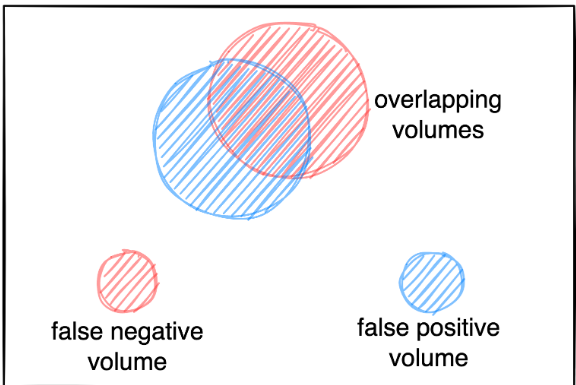 overlapping
volumes
false negative
volume
false positive
volume